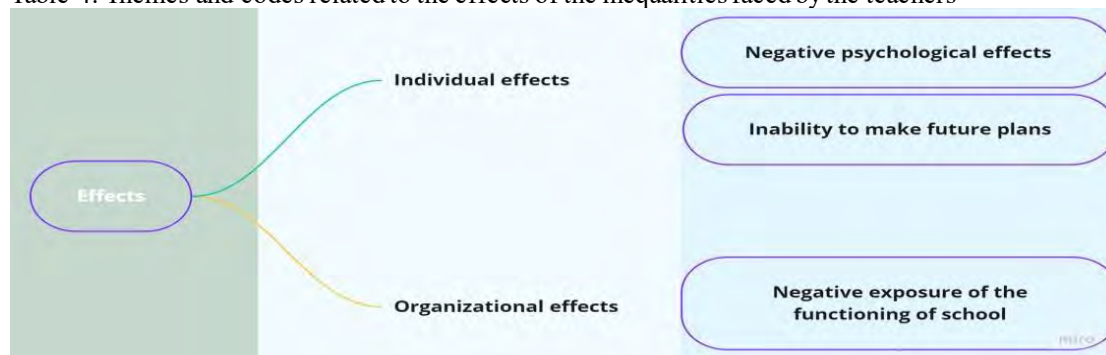 Table 4. Themes and codes related to the effects of the inequalities faced by the teachers
Effects
Individual effects
Negative psychological effects
Inability to make future plans
Organizational effects
Negative exposure of the
functioning of school
miro